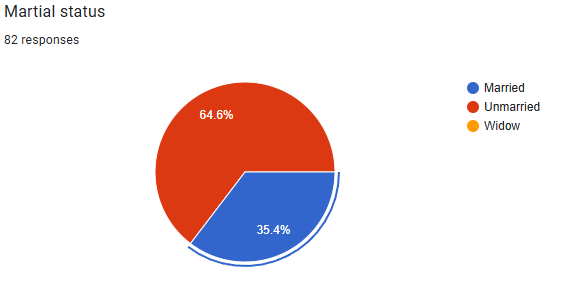 Martial status
82 responses
64.6%
35.4%
Married
Unmarried
Widow